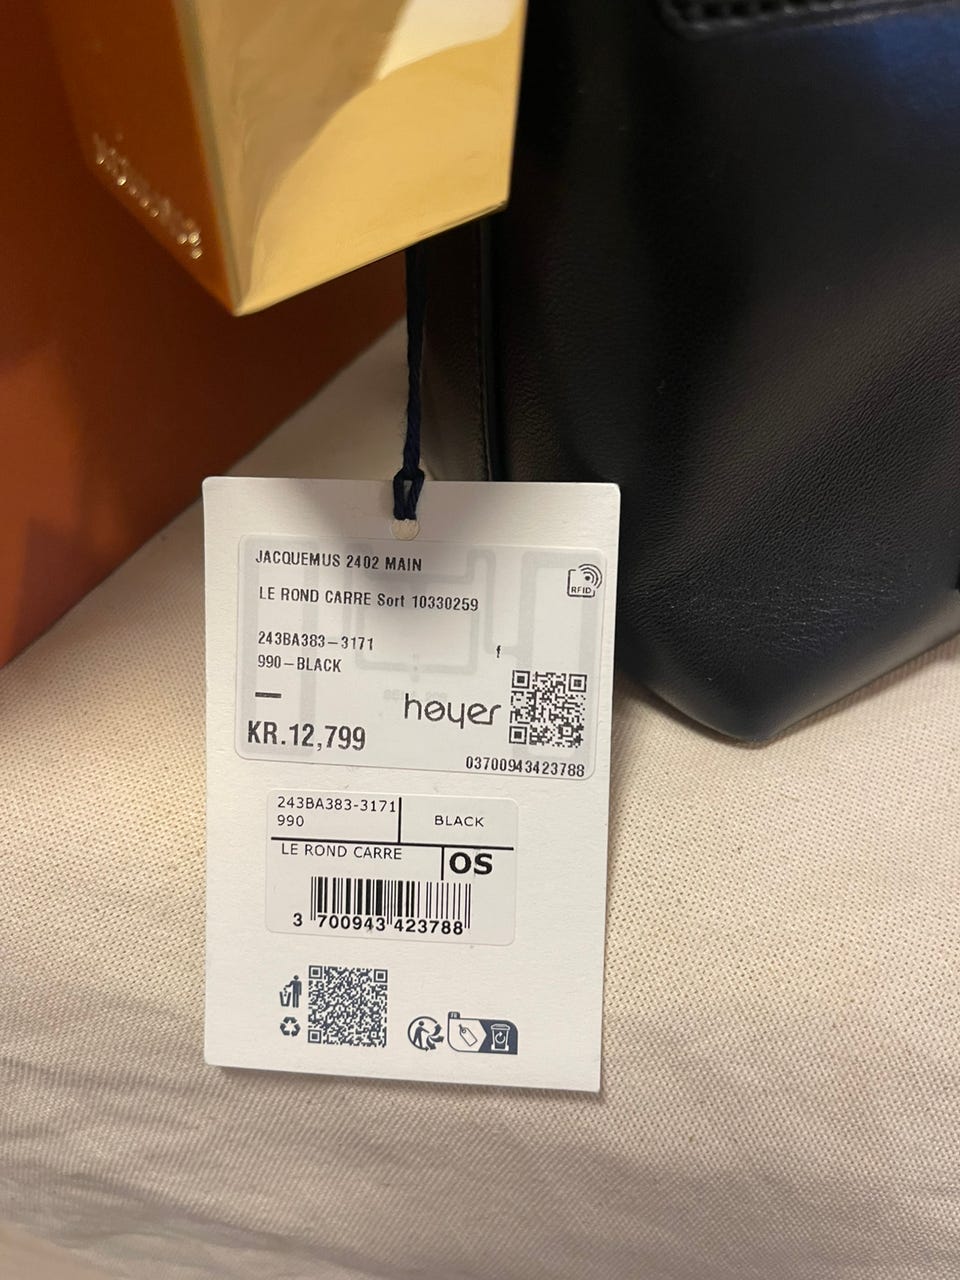 JACQUEMUS 2402 MAIN
LE ROND CARRE Sort 10330259
243BA383-3171
990-BLACK
f
høyer
KR.12,799
03700943423788
RFID
243BA383-3171
990
BLACK
LE ROND CARRE
OS
3 700943 423788
FR